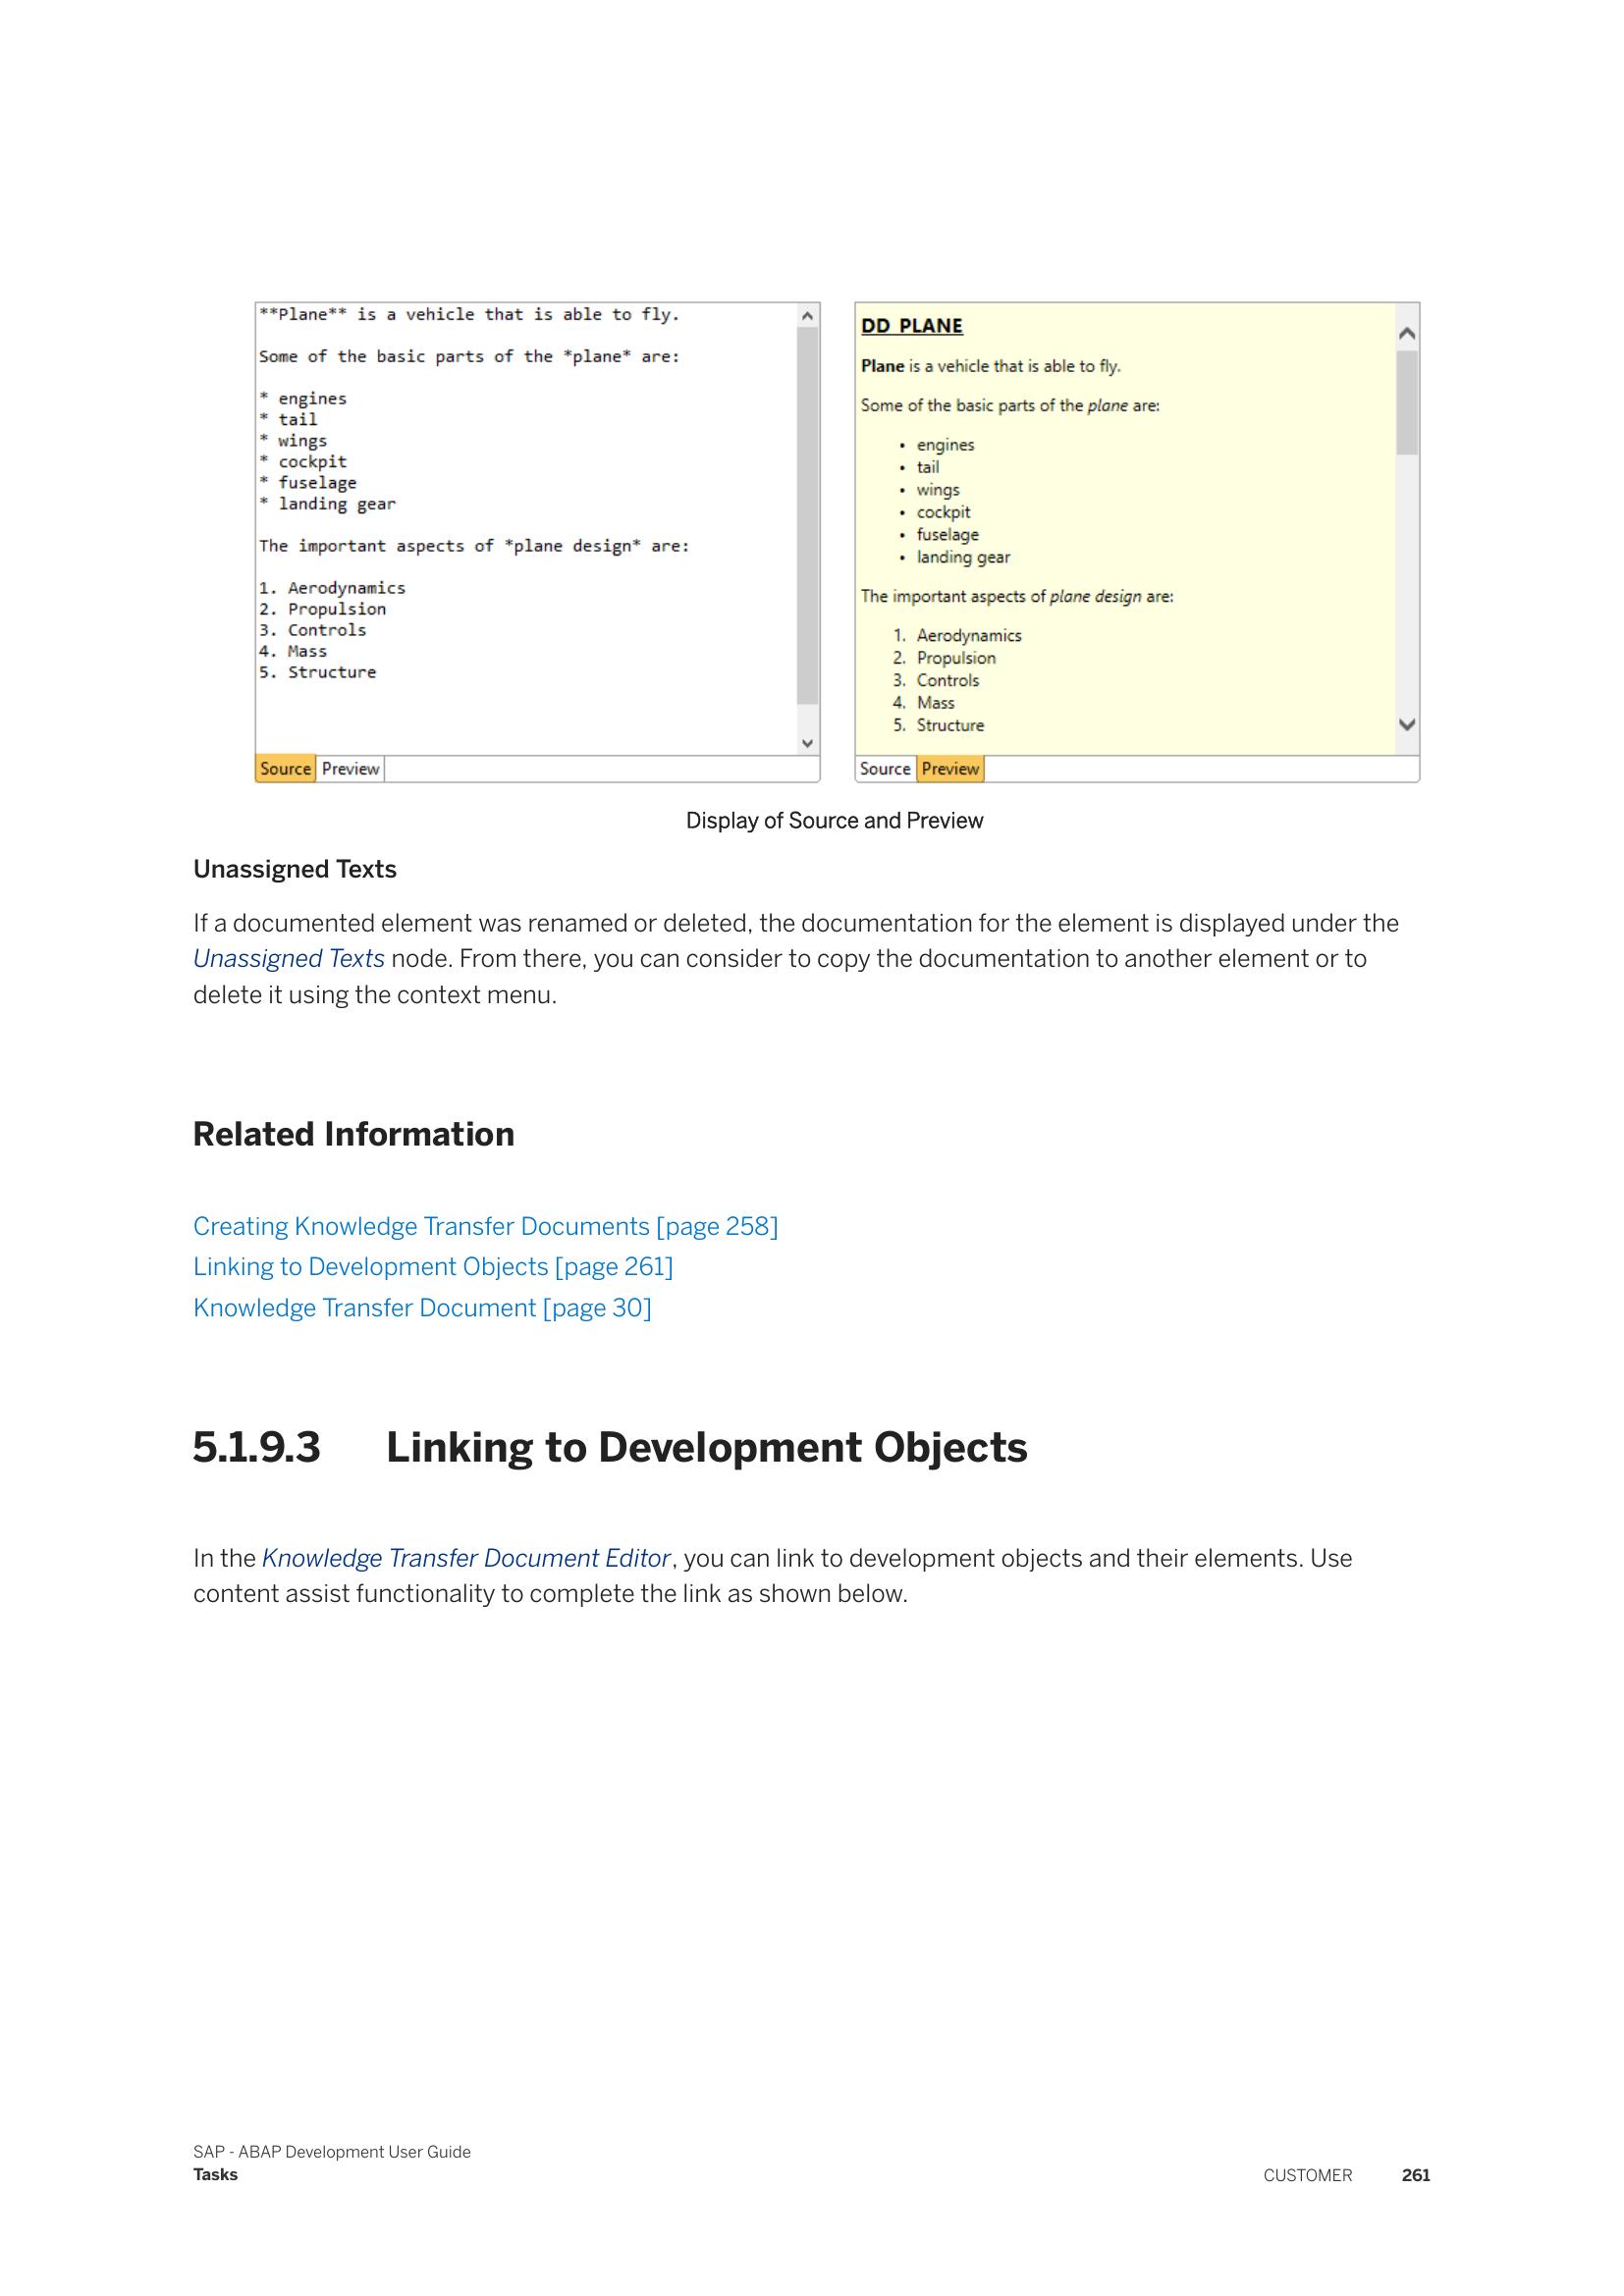 **Plane** is a vehicle that is able to fly.
Some of the basic parts of the *plane* are:
* engines
* tail
* wings
* cockpit
* fuselage
* landing gear
The important aspects of *plane design* are:
1. Aerodynamics
2. Propulsion
3. Controls
4. Mass
5. Structure
Source Preview
DD PLANE
Plane is a vehicle that is able to fly.
Some of the basic parts of the plane are:
• engines
• tail
• wings
• cockpit
• fuselage
• landing gear
The important aspects of plane design are:
1. Aerodynamics
2. Propulsion
3. Controls
4. Mass
5. Structure
Source Preview
Display of Source and Preview
Unassigned Texts
If a documented element was renamed or deleted, the documentation for the element is displayed under the
Unassigned Texts node. From there, you can consider to copy the documentation to another element or to
delete it using the context menu.
Related Information
Creating Knowledge Transfer Documents [page 258]
Linking to Development Objects [page 261]
Knowledge Transfer Document [page 30]
5.1.9.3 Linking to Development Objects
In the Knowledge Transfer Document Editor, you can link to development objects and their elements. Use
content assist functionality to complete the link as shown below.
SAP - ABAP Development User Guide
Tasks
CUSTOMER 261